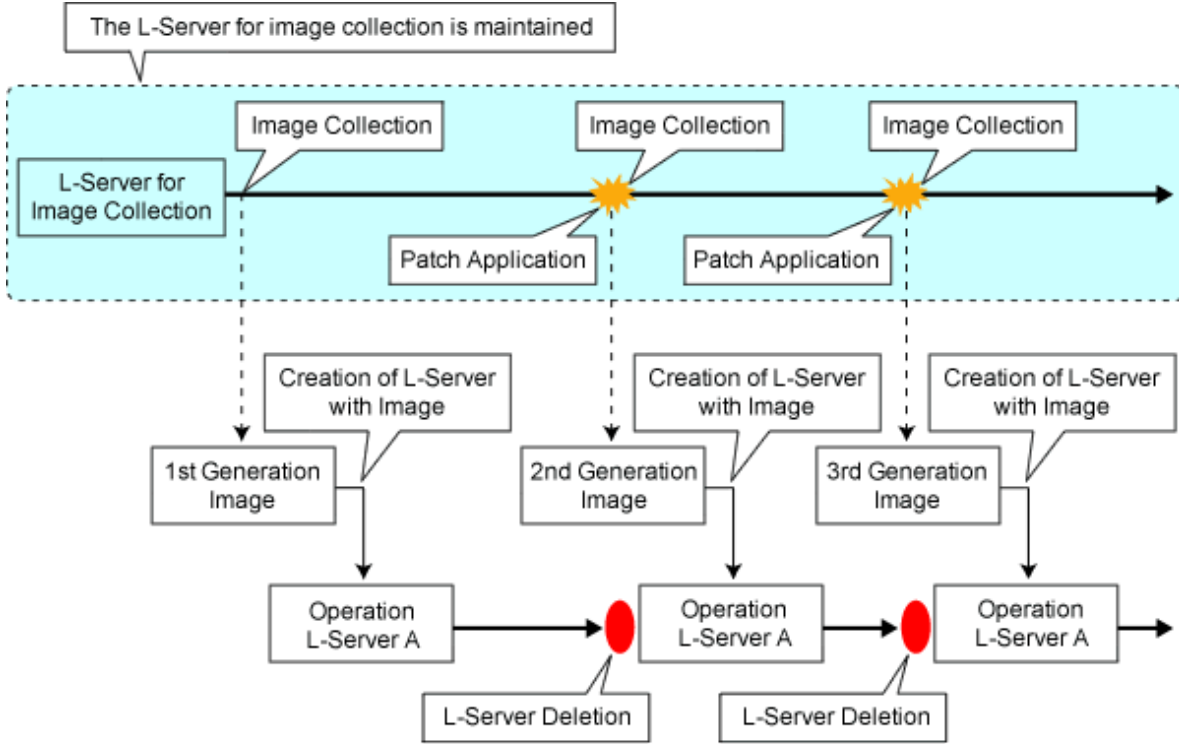 The L-Server for image collection is maintained
Image Collection
Image Collection
Image Collection
L-Server for
Image Collection
Patch Application
Patch Application
Creation of L-Server
with Image
Creation of L-Server
with Image
Creation of L-Server
with Image
1st Generation
Image
2nd Generation
Image
3rd Generation
Image
Operation
L-Server A
Operation
L-Server A
Operation
L-Server A
L-Server Deletion
L-Server Deletion